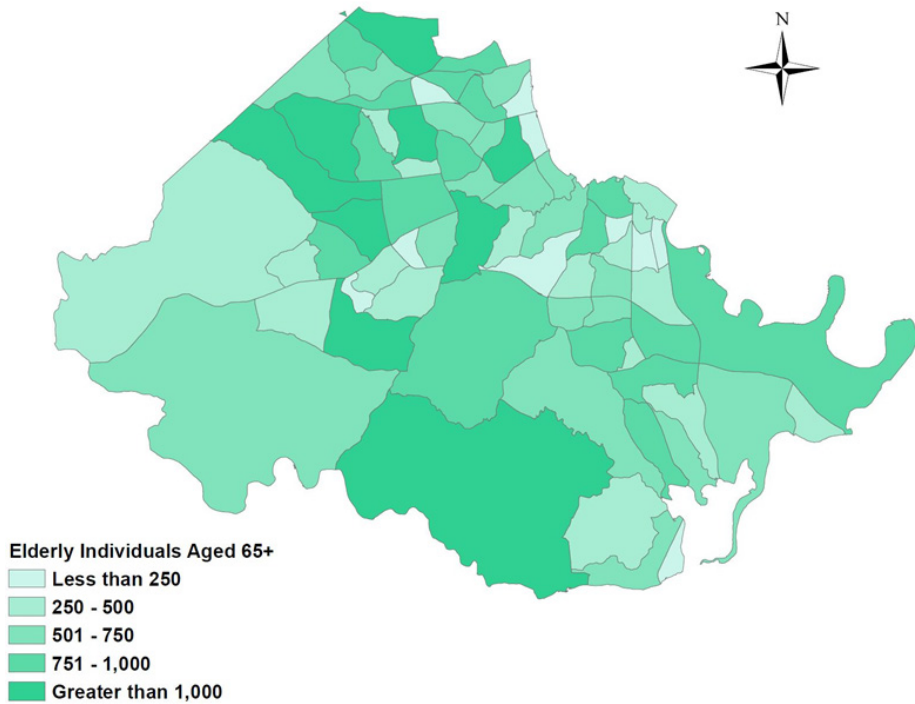 N
Elderly Individuals Aged 65+
Less than 250
250 - 500
501 - 750
751 - 1,000
Greater than 1,000